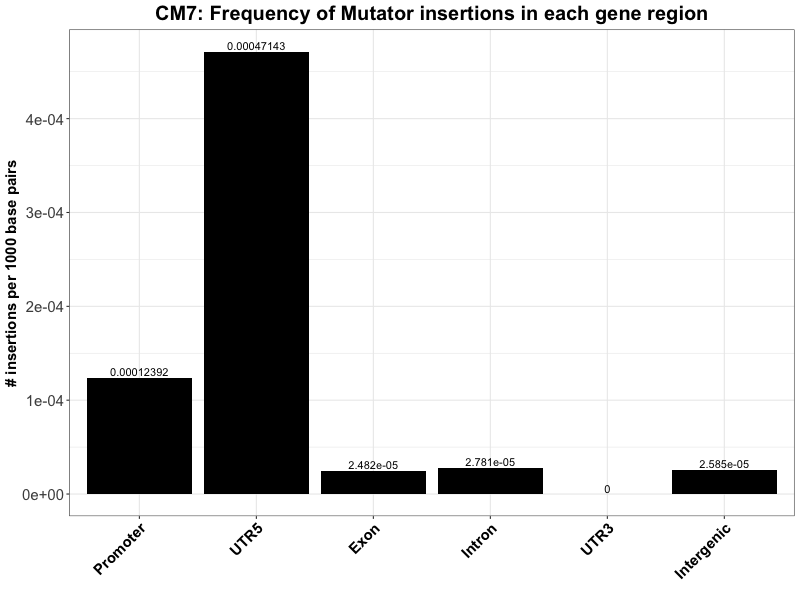 CM7: Frequency of Mutator insertions in each gene region
# insertions per 1000 base pairs
4e-04
3e-04
2e-04
1e-04
0e+00
0.00012392
0.00047143
2.482e-05
2.781e-05
0
2.585e-05
Promoter
UTR5
Exon
Intron
UTR3
Intergenic